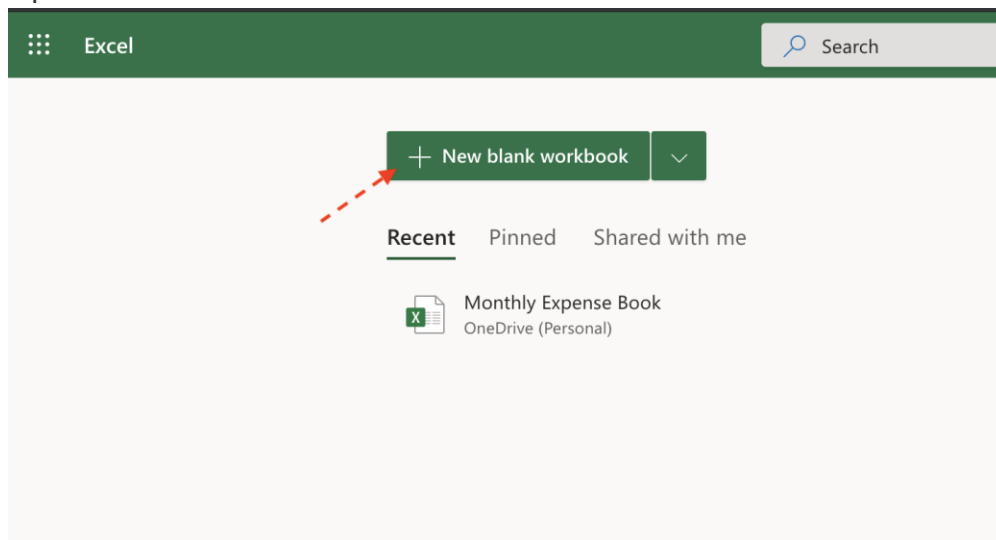 Excel
Search
New blank workbook
Recent Pinned Shared with me
Monthly Expense Book
OneDrive (Personal)